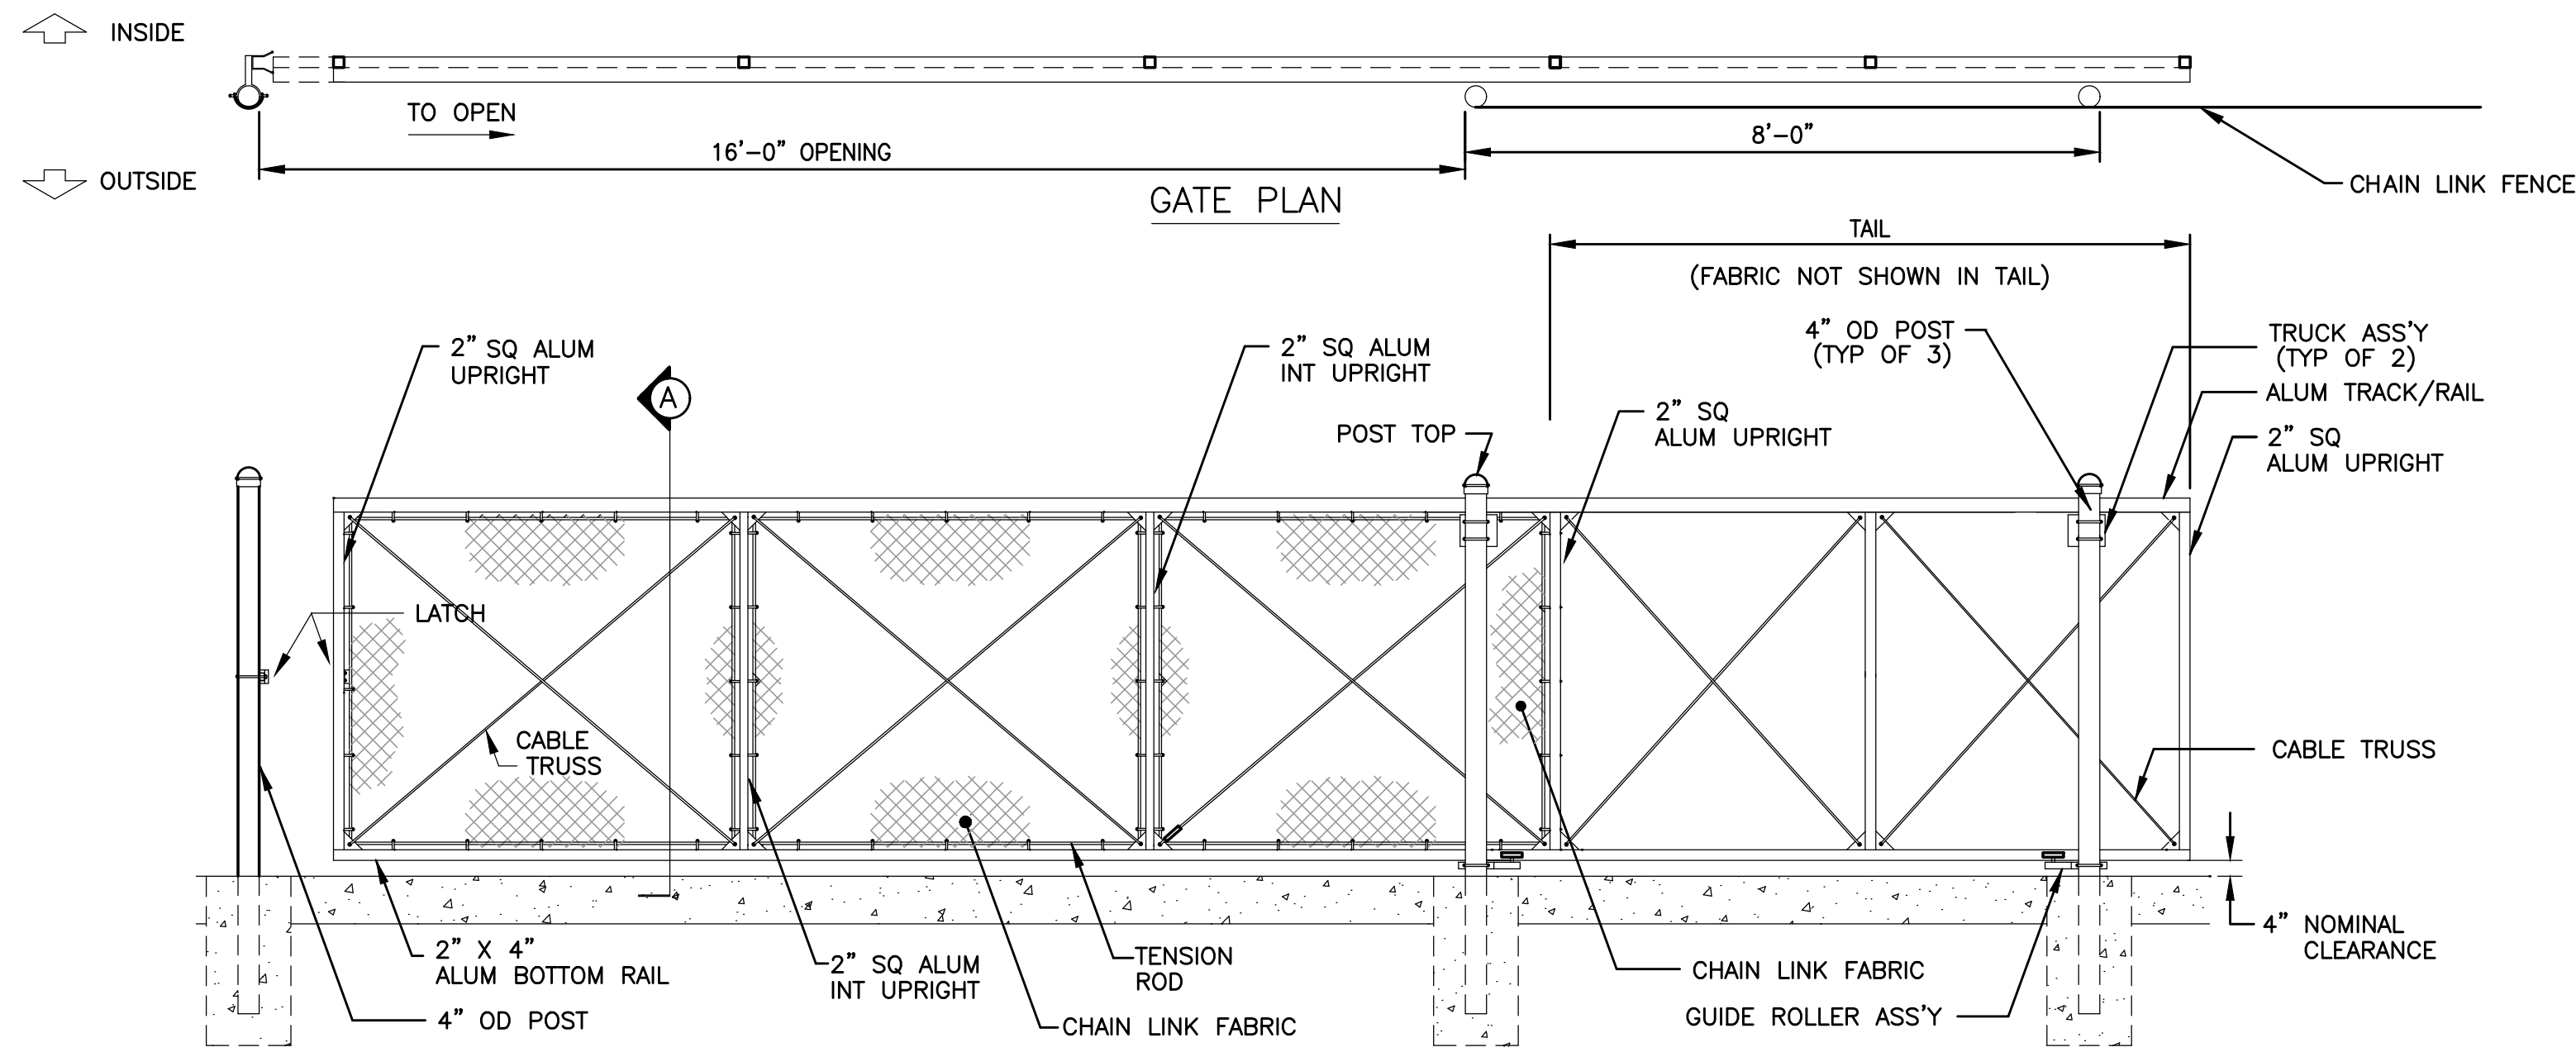 INSIDE
TO OPEN
16'-0" OPENING
8'-0"
OUTSIDE
CHAIN LINK FENCE
GATE PLAN
TAIL
(FABRIC NOT SHOWN IN TAIL)
2" SQ ALUM
UPRIGHT
A
2" SQ ALUM
INT UPRIGHT
4" OD POST
(TYP OF 3)
TRUCK ASS'Y
(TYP OF 2)
ALUM TRACK/RAIL
POST TOP
2" SQ
ALUM UPRIGHT
2" SQ
ALUM UPRIGHT
LATCH
CABLE
TRUSS
CABLE TRUSS
2" X 4"
ALUM BOTTOM RAIL
4" OD POST
2" SQ ALUM
INT UPRIGHT
TENSION
ROD
CHAIN LINK FABRIC
CHAIN LINK FABRIC
GUIDE ROLLER ASS'Y
4" NOMINAL
CLEARANCE